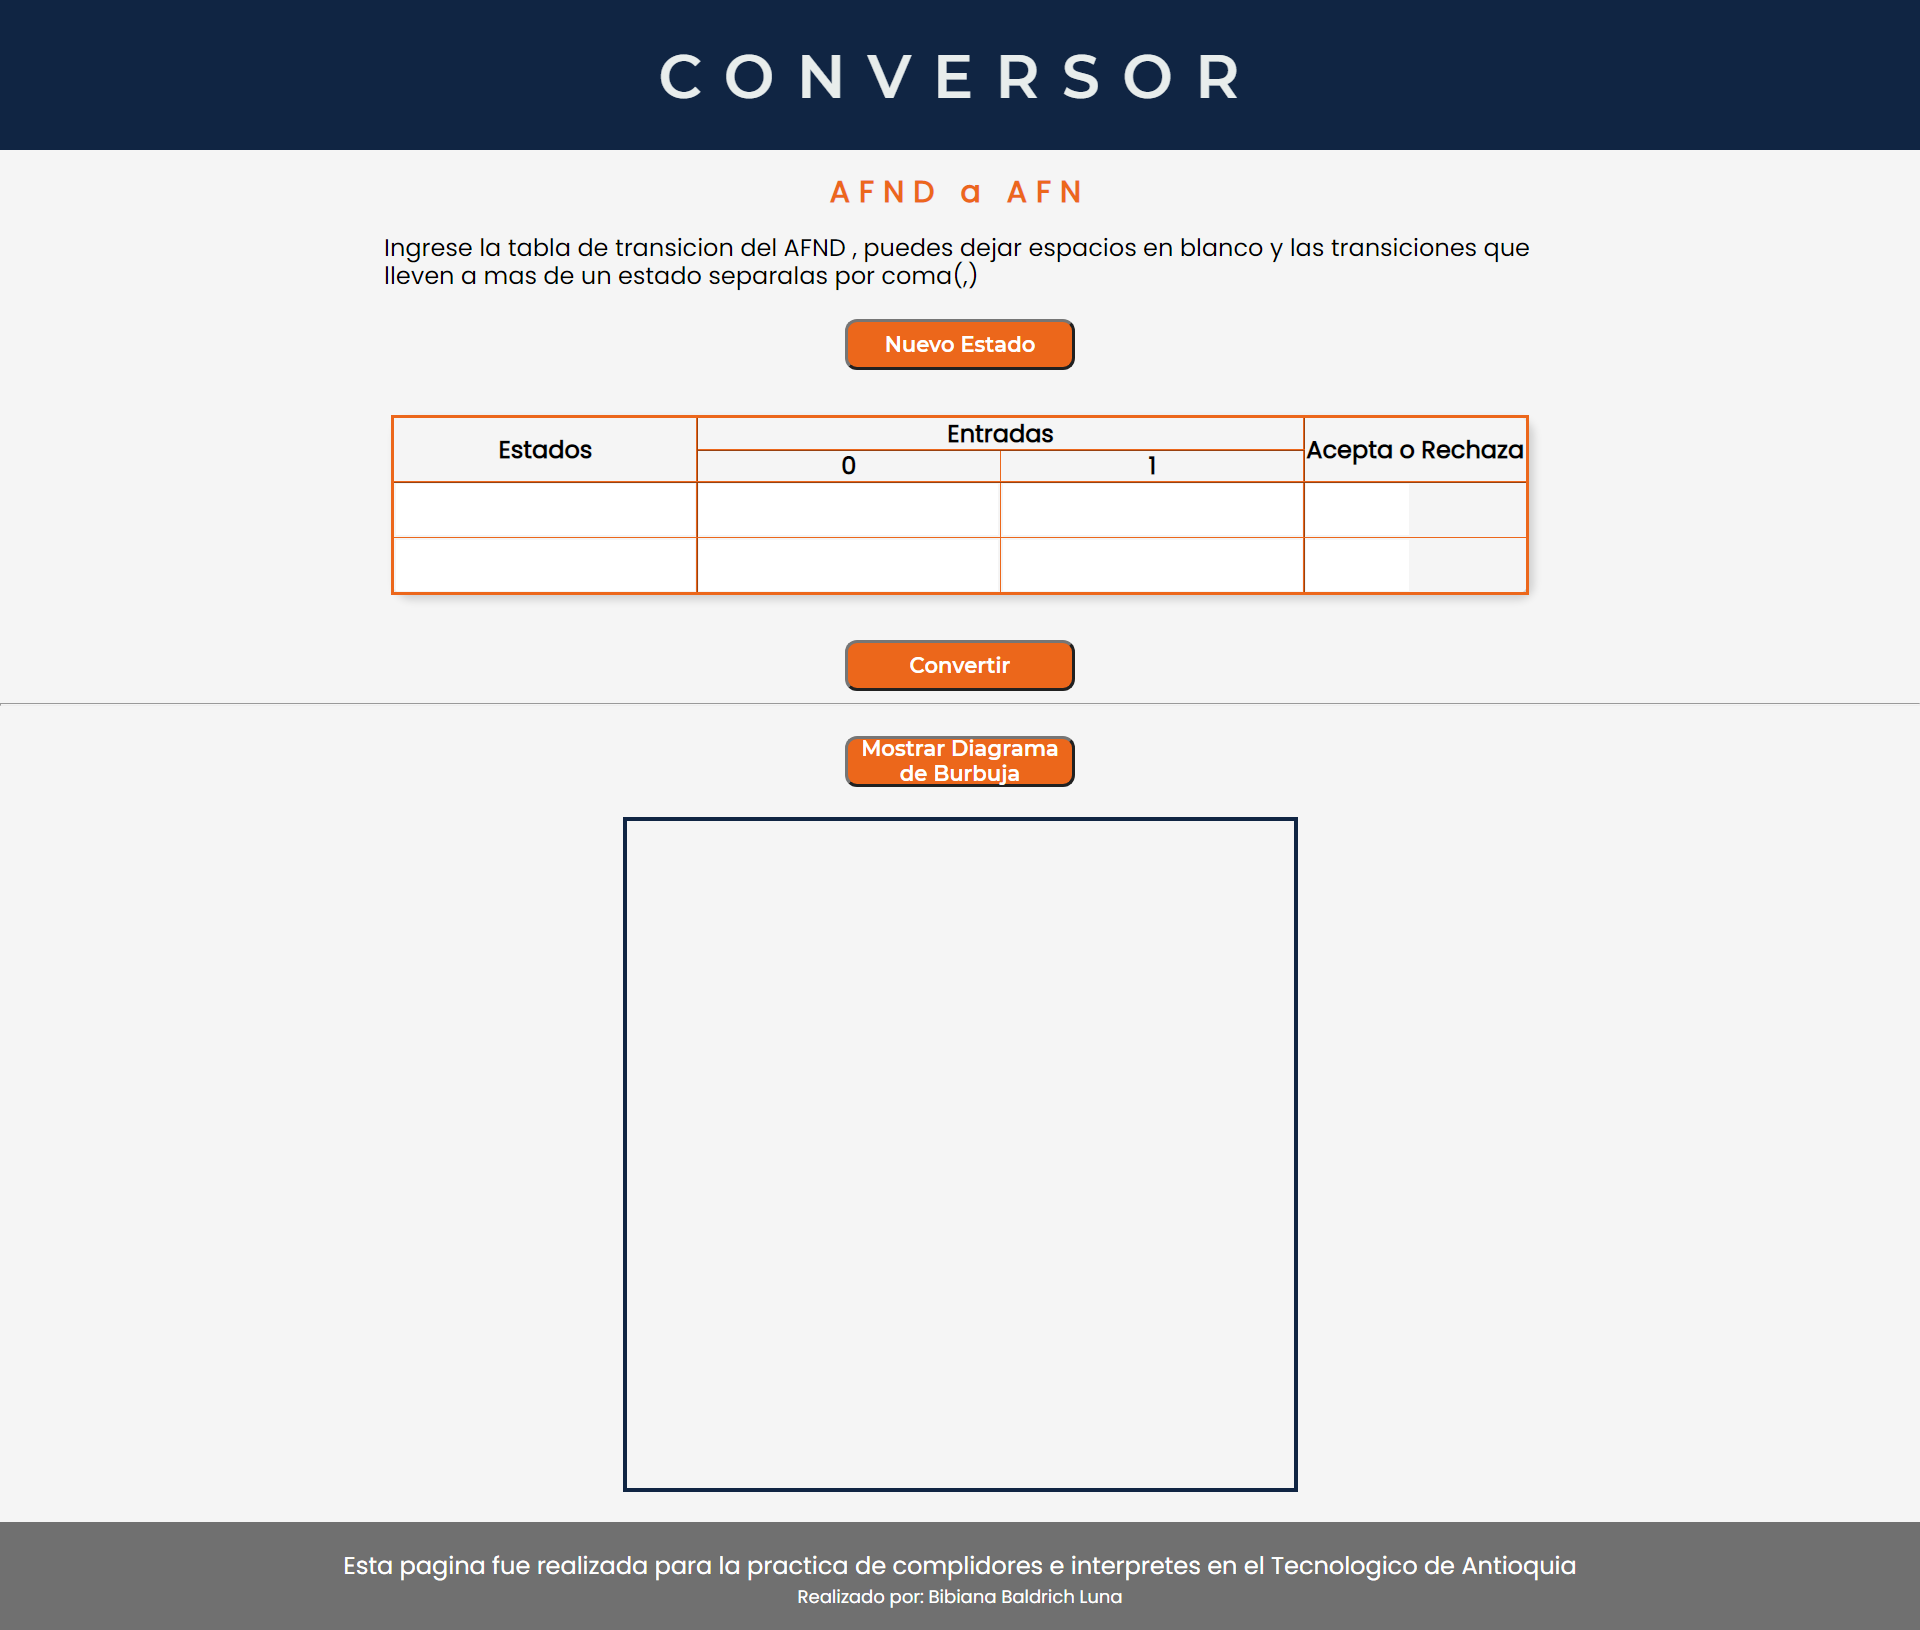 CONVERSOR
AFND a AFN
Ingrese la tabla de transicion del AFND , puedes dejar espacios en blanco y las transiciones que
lleven a mas de un estado separalas por coma(,)
Nuevo Estado
Estados
Entradas
Acepta o Rechaza
0
1
Convertir
Mostrar Diagrama
de Burbuja
Esta pagina fue realizada para la practica de complidores e interpretes en el Tecnologico de Antioquia
Realizado por: Bibiana Baldrich Luna